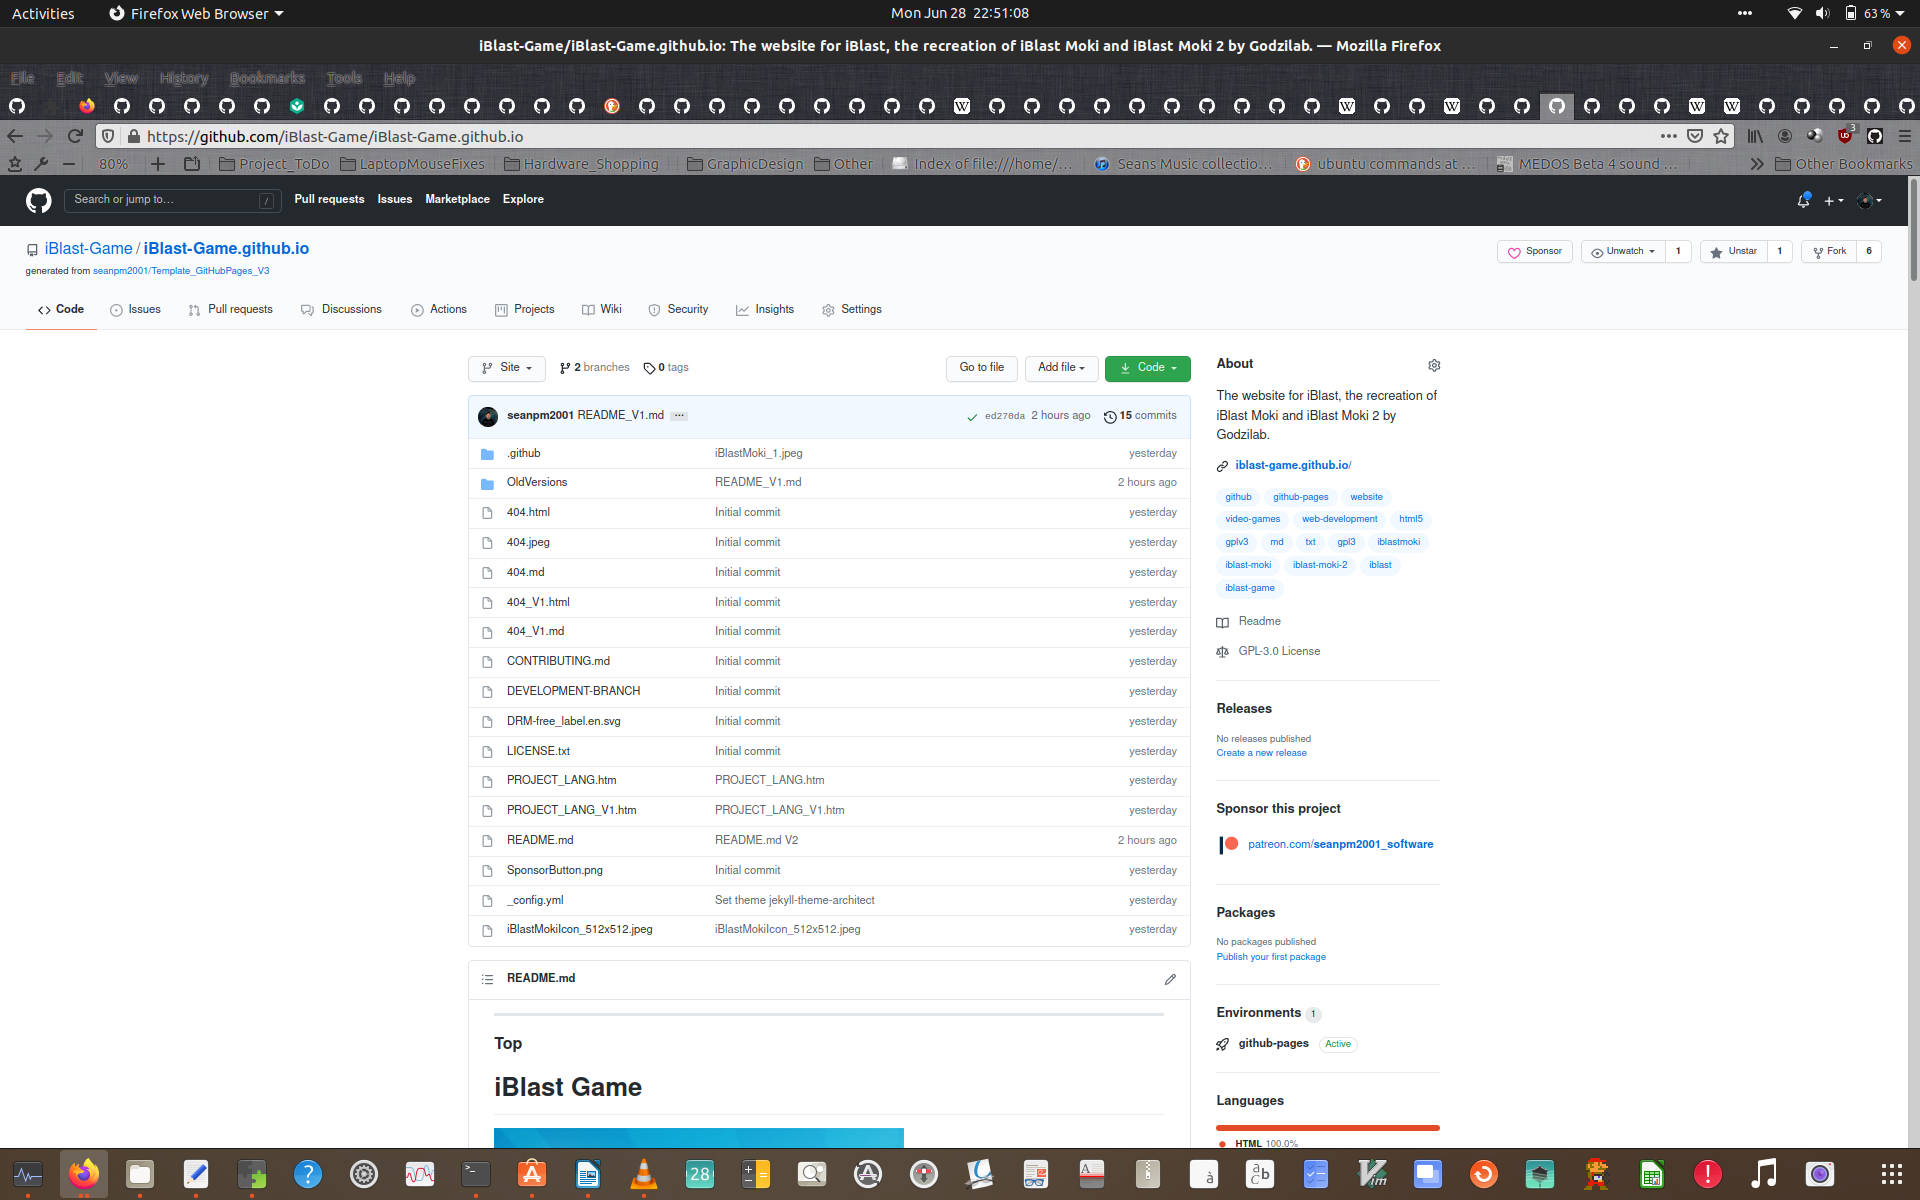 Activities Firefox Web Browser Mon Jun 28 22:51:08 63 %
iBlast-Game/iBlast-Game.github.io: The website for iBlast, the recreation of iBlast Moki and iBlast Moki 2 by Godzilab. — Mozilla Firefox
File Edit View History Bookmarks Tools Help
https://github.com/iBlast-Game/iBlast-Game.github.io 3
80% Project_ToDo LaptopMouseFixes Hardware_Shopping GraphicDesign Other Index of file:///home/... Seans Music collectio... ubuntu commands at ... MEDOS Beta 4 sound ... Other Bookmarks
Search or jump to... / Pull requests Issues Marketplace Explore
iBlast-Game / iBlast-Game.github.io Sponsor Unwatch 1 Unstar 1 Fork 6
generated from seanpm2001/Template_GitHubPages_V3
Code Issues Pull requests Discussions Actions Projects Wiki Security Insights Settings
Site 2 branches 0 tags Go to file Add file Code
seanpm2001 README_V1.md ... ed270da 2 hours ago 15 commits
.github iBlastMoki_1.jpeg yesterday
OldVersions README_V1.md 2 hours ago
404.html Initial commit yesterday
404.jpeg Initial commit yesterday
404.md Initial commit yesterday
404_V1.html Initial commit yesterday
404_V1.md Initial commit yesterday
CONTRIBUTING.md Initial commit yesterday
DEVELOPMENT-BRANCH Initial commit yesterday
DRM-free_label.en.svg Initial commit yesterday
LICENSE.txt Initial commit yesterday
PROJECT_LANG.htm PROJECT_LANG.htm yesterday
PROJECT_LANG_V1.htm PROJECT_LANG_V1.htm yesterday
README.md README.md V2 2 hours ago
SponsorButton.png Initial commit yesterday
_config.yml Set theme jekyll-theme-architect yesterday
iBlastMokiIcon_512x512.jpeg iBlastMokiIcon_512x512.jpeg yesterday
README.md
Top
iBlast Game
About
The website for iBlast, the recreation of
iBlast Moki and iBlast Moki 2 by
Godzilab.
iblast-game.github.io/
github github-pages website
video-games web-development html5
gplv3 md txt gpl3 iblastmoki
iblast-moki iblast-moki-2 iblast
iblast-game
Readme
GPL-3.0 License
Releases
No releases published
Create a new release
Sponsor this project
patreon.com/seanpm2001_software
Packages
No packages published
Publish your first package
Environments 1
github-pages Active
Languages
HTML 100.0%
28